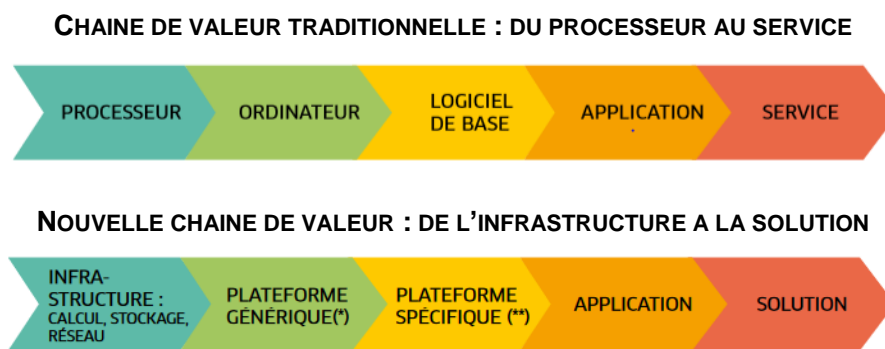 CHAINE DE VALEUR TRADITIONNELLE : DU PROCESSEUR AU SERVICE
PROCESSEUR
ORDINATEUR
LOGICIEL
DE BASE
APPLICATION
SERVICE
NOUVELLE CHAINE DE VALEUR : DE L'INFRASTRUCTURE A LA SOLUTION
INFRA-
STRUCTURE :
CALCUL, STOCKAGE,
RÉSEAU
PLATEFORME
GÉNÉRIQUE(*)
PLATEFORME
SPÉCIFIQUE (**)
APPLICATION
SOLUTION